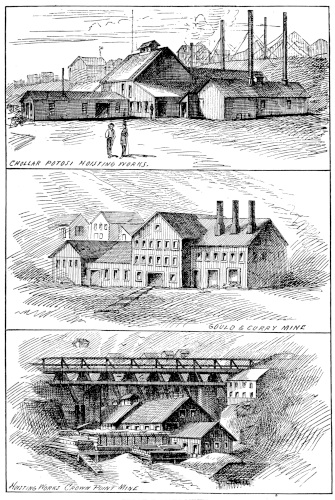 CHOLLAR POTOSI HOISTING WORKS.
GOULD & CURRY MINE
HOISTING WORKS CROWN POINT MINE